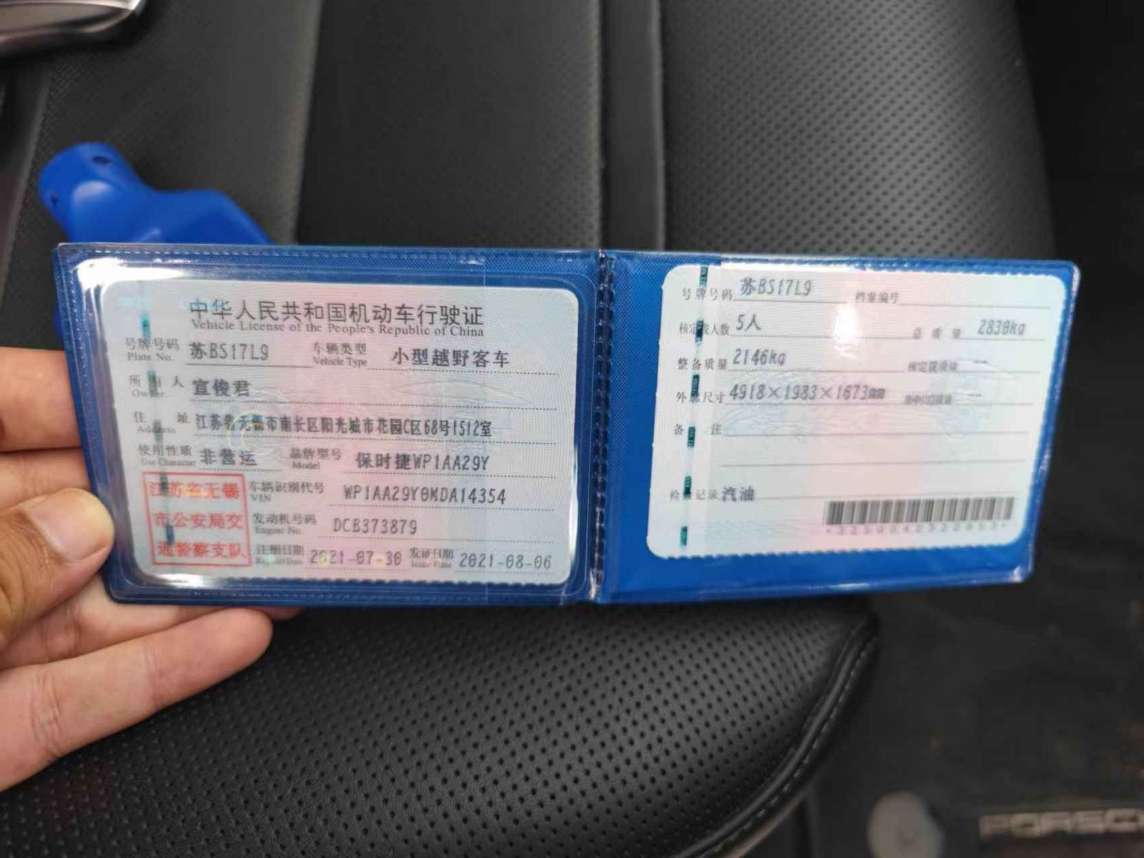 中华人民共和国机动车行驶证
Vehicle License of the People's Republic of China
号牌号码 苏BS17L9 车辆类型 小型越野客车
Plate No. Vehicle Type
所有人 宣俊君
Owner
住址 江苏省无锡市南长区阳光城市花园C区68号1512室
Address
使用性质 非营运 品牌型号 保时捷WP1AA29Y
Use Character Model
江苏省无锡
市公安局交
通警察支队
车辆识别代号 WP1AA29Y0MDA14354
VIN
发动机号码 DCB373879
Engine No.
注册日期 2021-07-30 发证日期 2021-08-06
Register Date Issue Date
号牌号码 苏BS17L9 档案编号
核定载人数 5人 总质量 2830kg
整备质量 2146kg 核定载质量
外廓尺寸 4918×1983×1673mm
备注
检验记录 汽油
PORSC